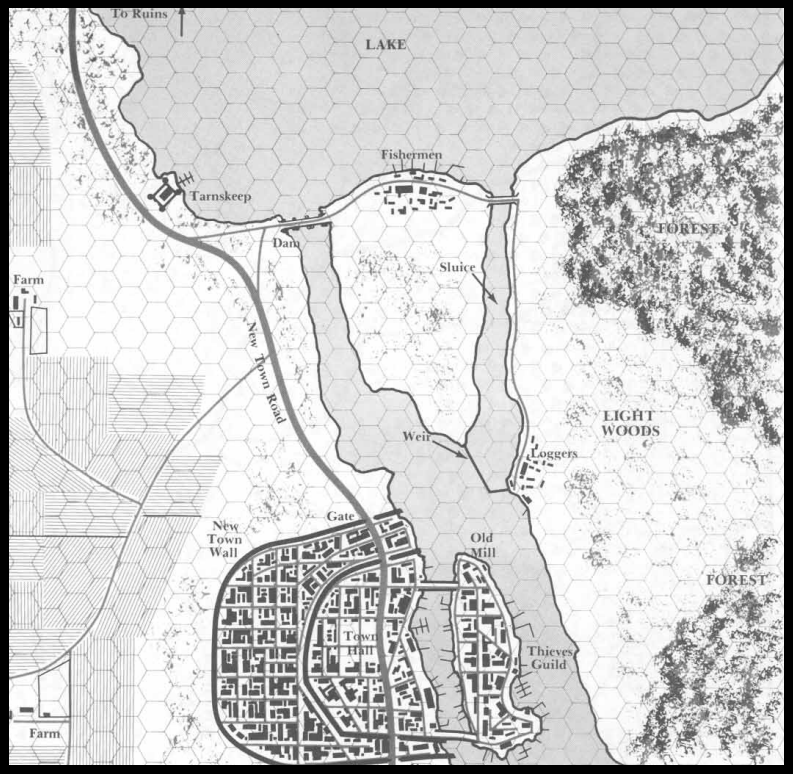 To Ruins
LAKE
Fishermen
Tarnskeep
FOREST
Dam
Sluice
Farm
New Town Road
LIGHT
WOODS
Weir
Loggers
Gate
New
Town
Wall
Old
Mill
FOREST
Town
Hall
Thieves
Guild
Farm